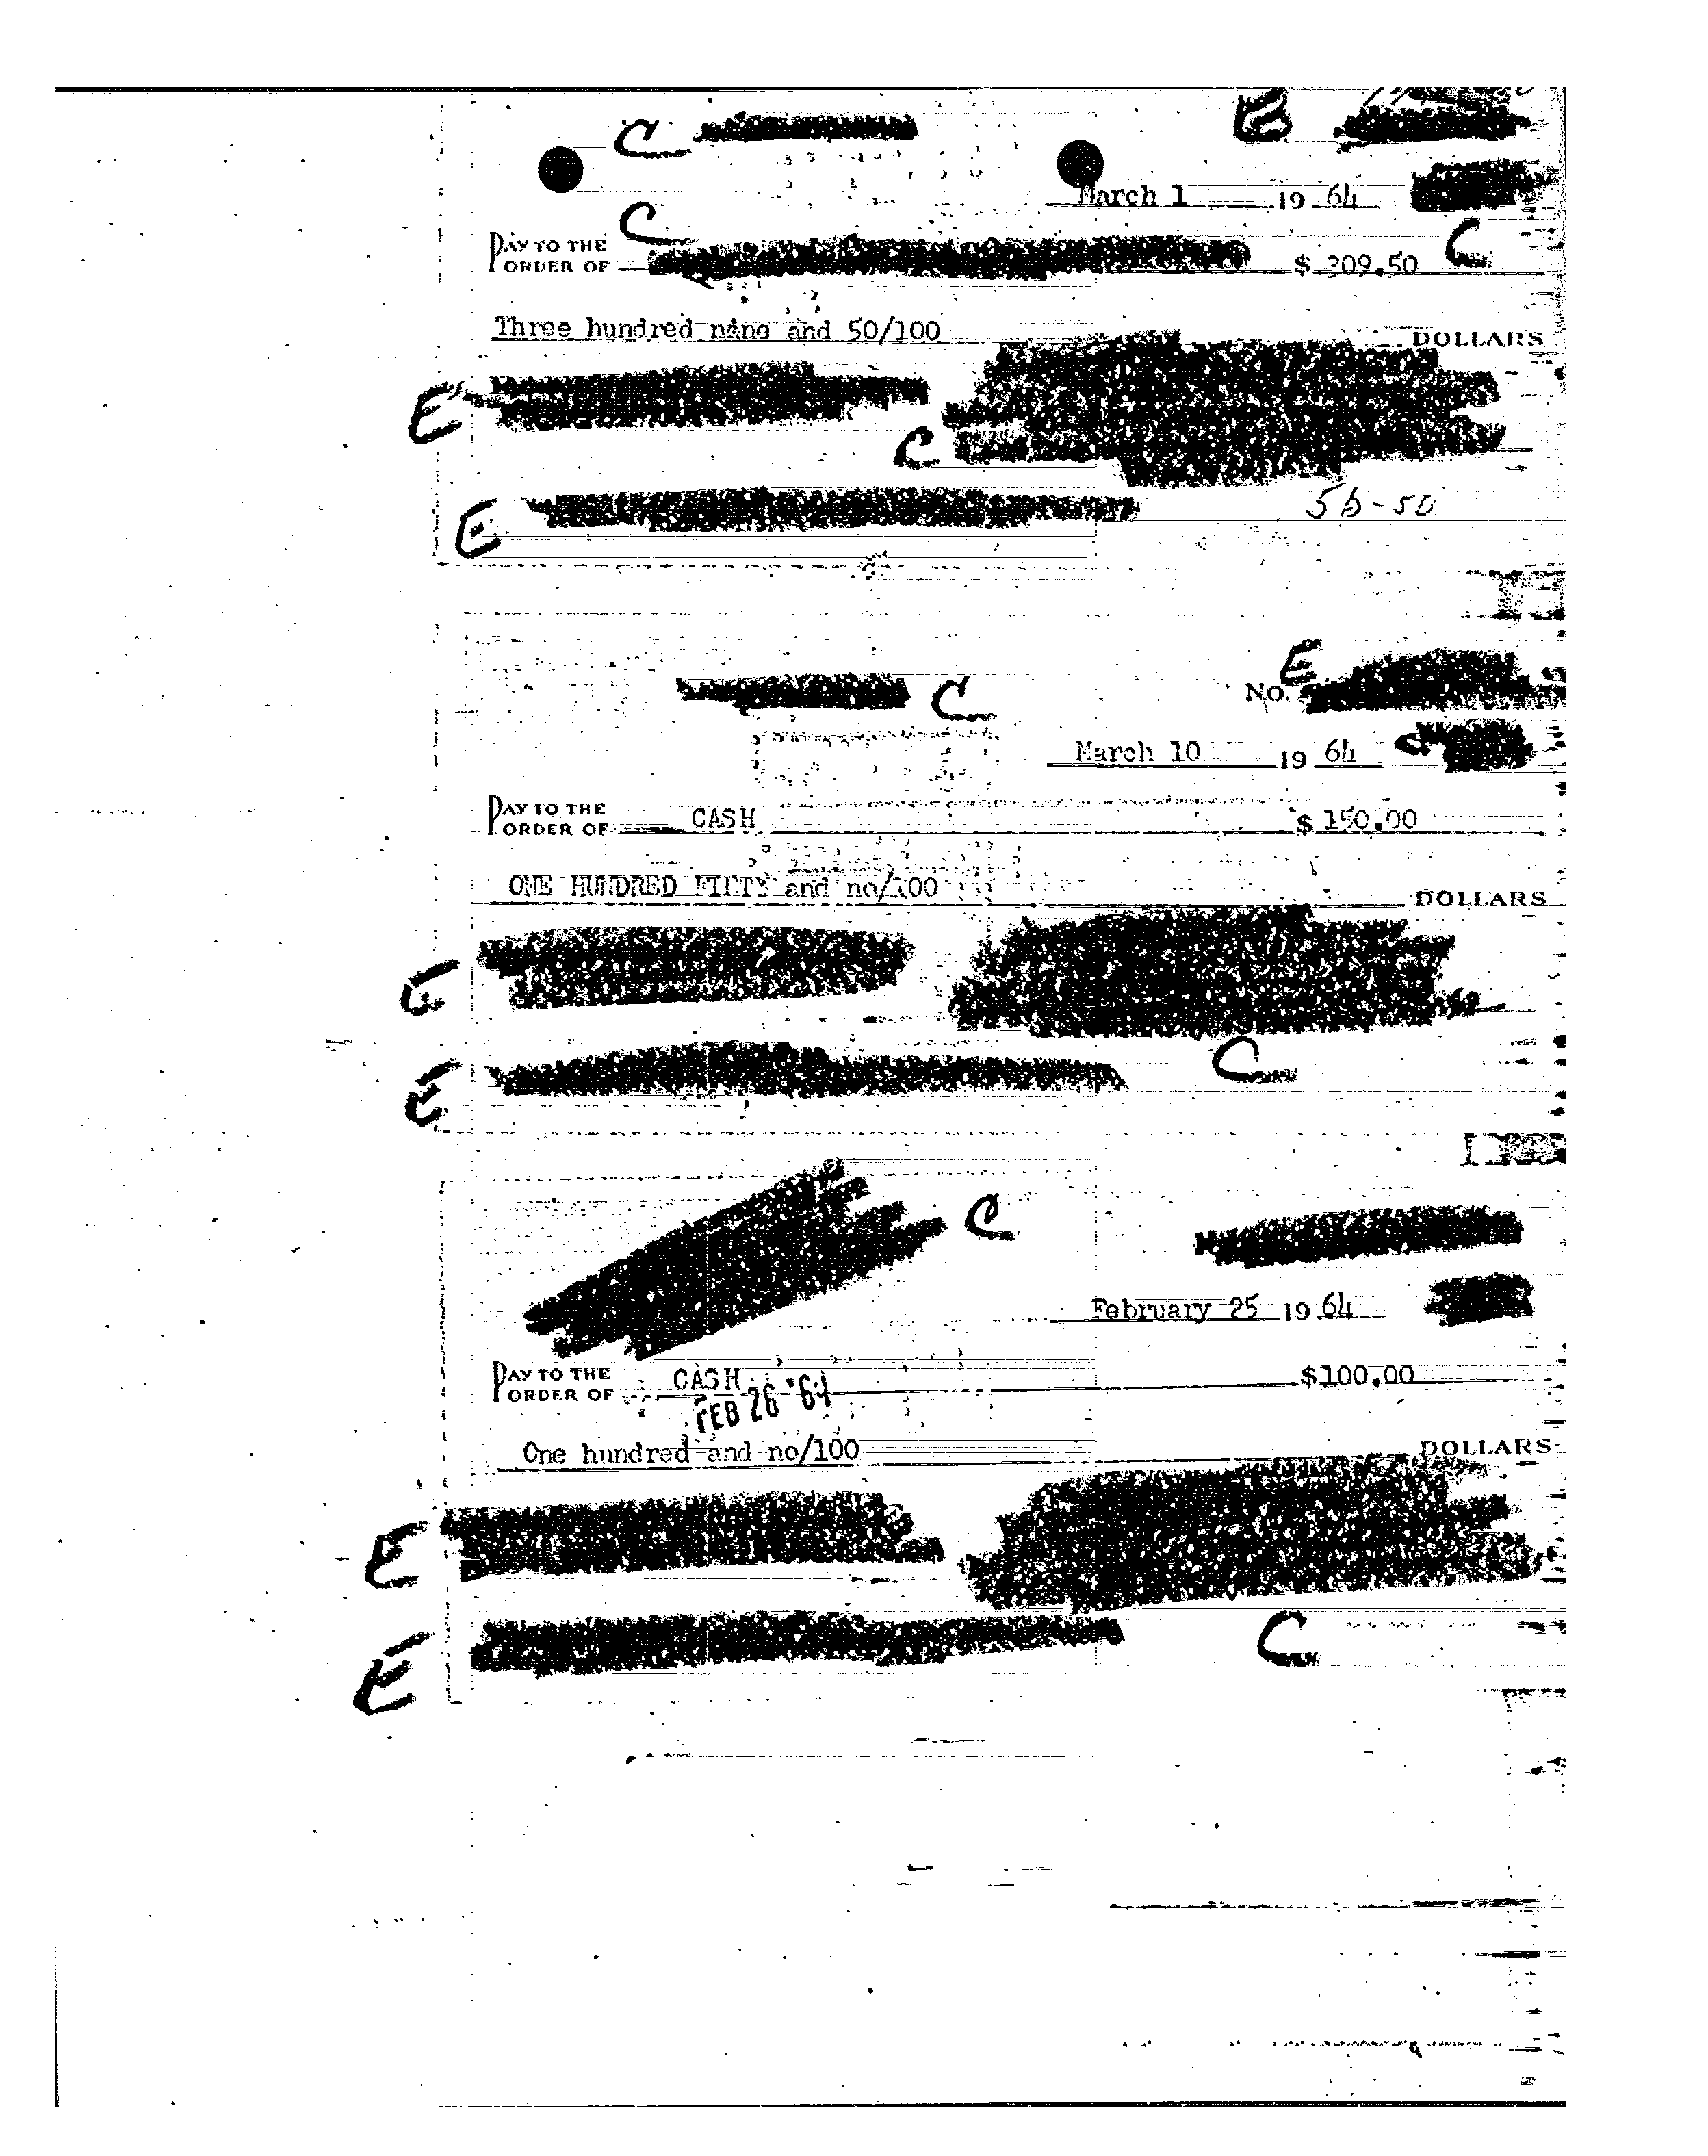 C E
March 1 19 64
C
PAY TO THE ORDER OF $ 309.50 C
Three hundred nine and 50/100 DOLLARS
E
C
E 5b-50
E
C NO.
March 10 19 64 C
PAY TO THE ORDER OF CASH $ 150.00
ONE HUNDRED FIFTY and no/100 DOLLARS
E
C
E
C
February 25 19 64
PAY TO THE ORDER OF CASH $100.00
FEB 26 '64
One hundred and no/100 DOLLARS
E
C
E